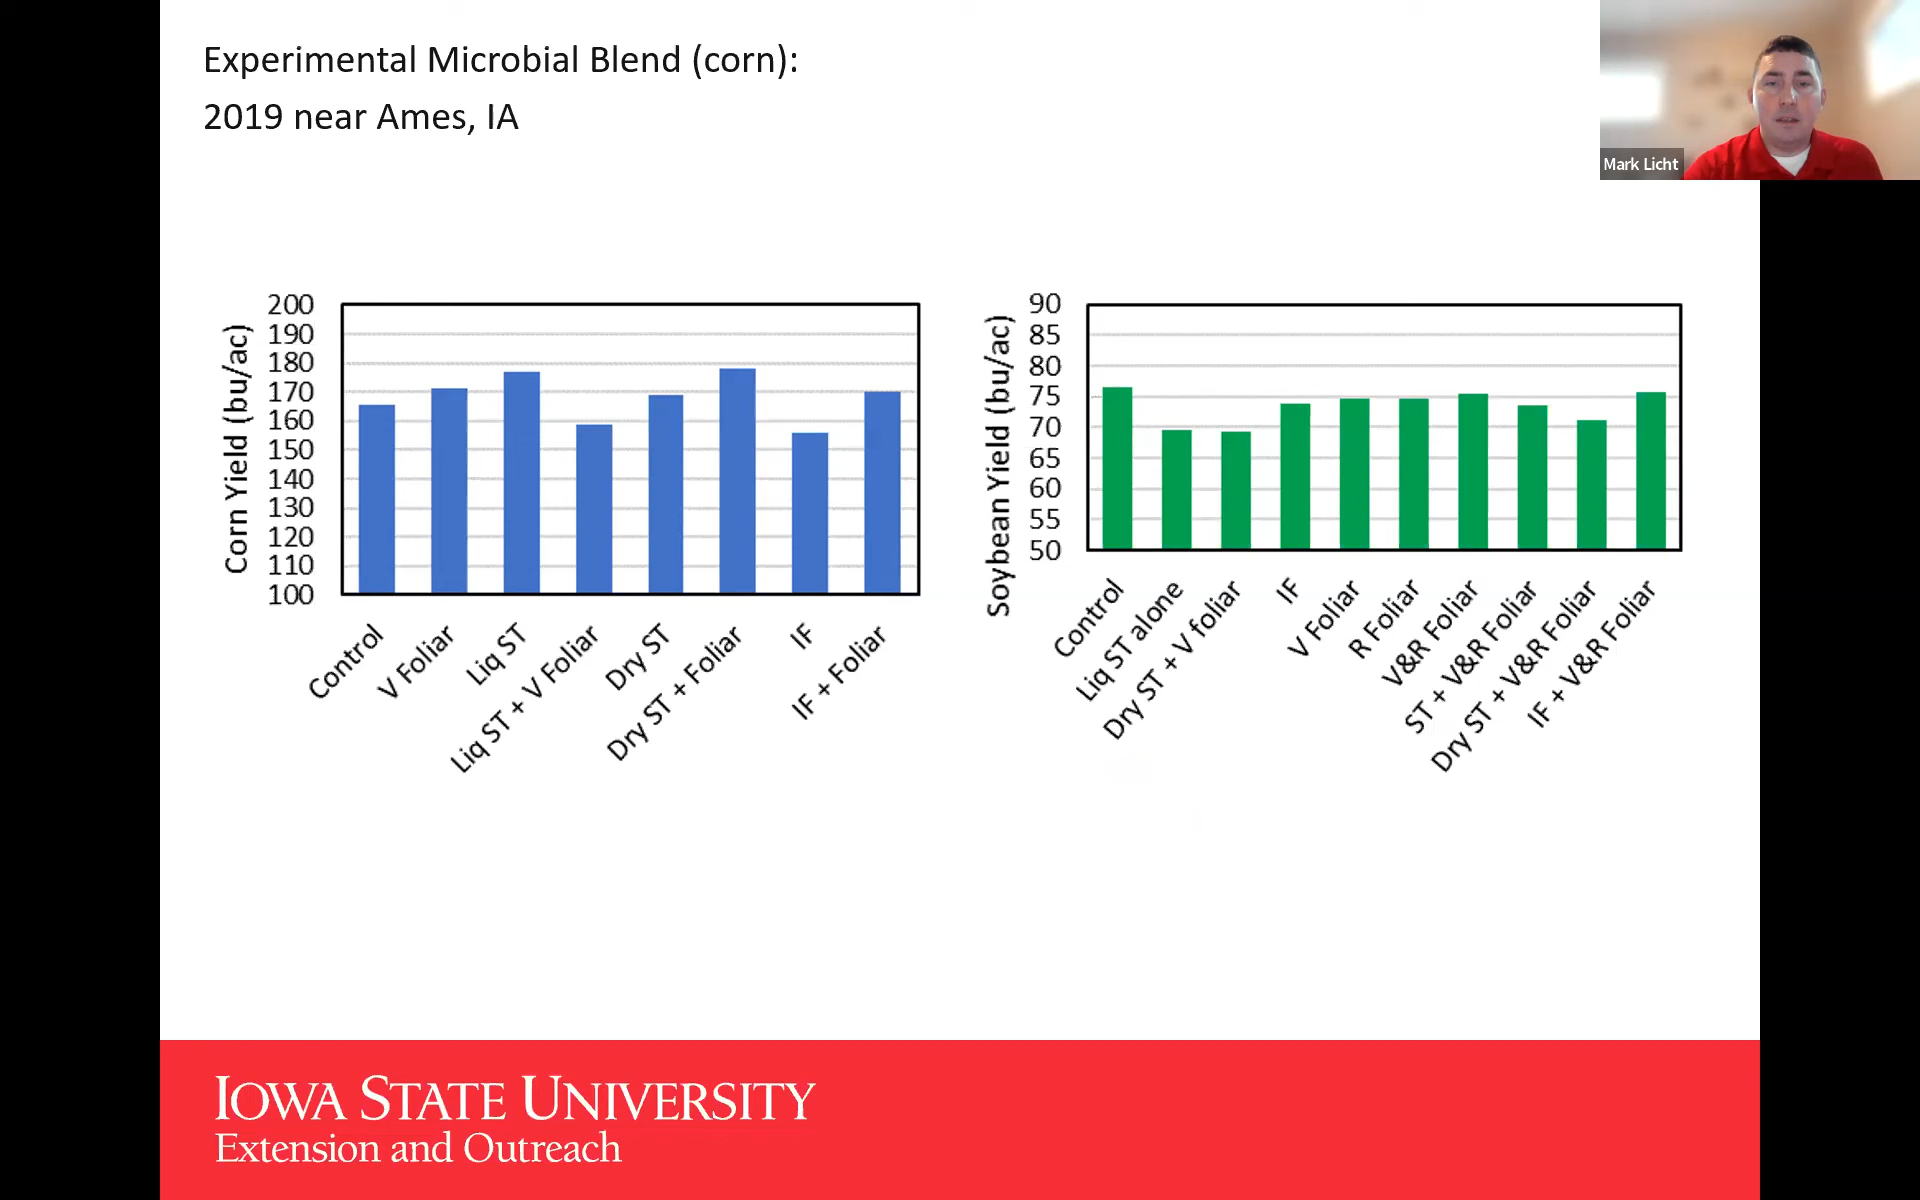 Experimental Microbial Blend (corn):
2019 near Ames, IA
Mark Licht
Corn Yield (bu/ac)
200
190
180
170
160
150
140
130
120
110
100
Control
V Foliar
Liq ST
Liq ST + V Foliar
Dry ST
Dry ST + Foliar
IF
IF + Foliar
Soybean Yield (bu/ac)
90
85
80
75
70
65
60
55
50
Control
Liq ST alone
Dry ST + V foliar
IF
V Foliar
R Foliar
V&R Foliar
ST + V&R Foliar
Dry ST + V&R Foliar
IF + V&R Foliar
IOWA STATE UNIVERSITY
Extension and Outreach